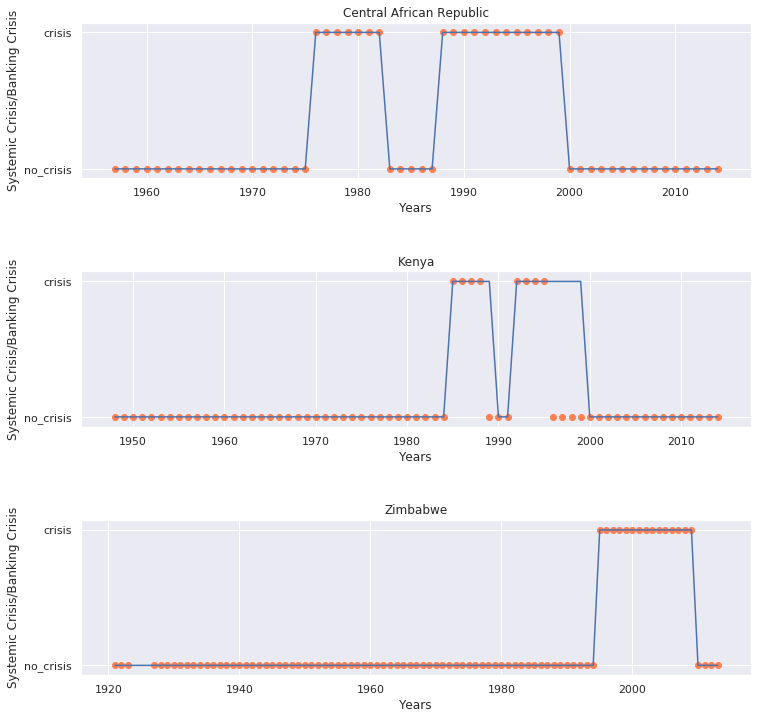 Central African Republic
Systemic Crisis/Banking Crisis
crisis
no_crisis
1960 1970 1980 1990 2000 2010
Years
Kenya
Systemic Crisis/Banking Crisis
crisis
no_crisis
1950 1960 1970 1980 1990 2000 2010
Years
Zimbabwe
Systemic Crisis/Banking Crisis
crisis
no_crisis
1920 1940 1960 1980 2000
Years